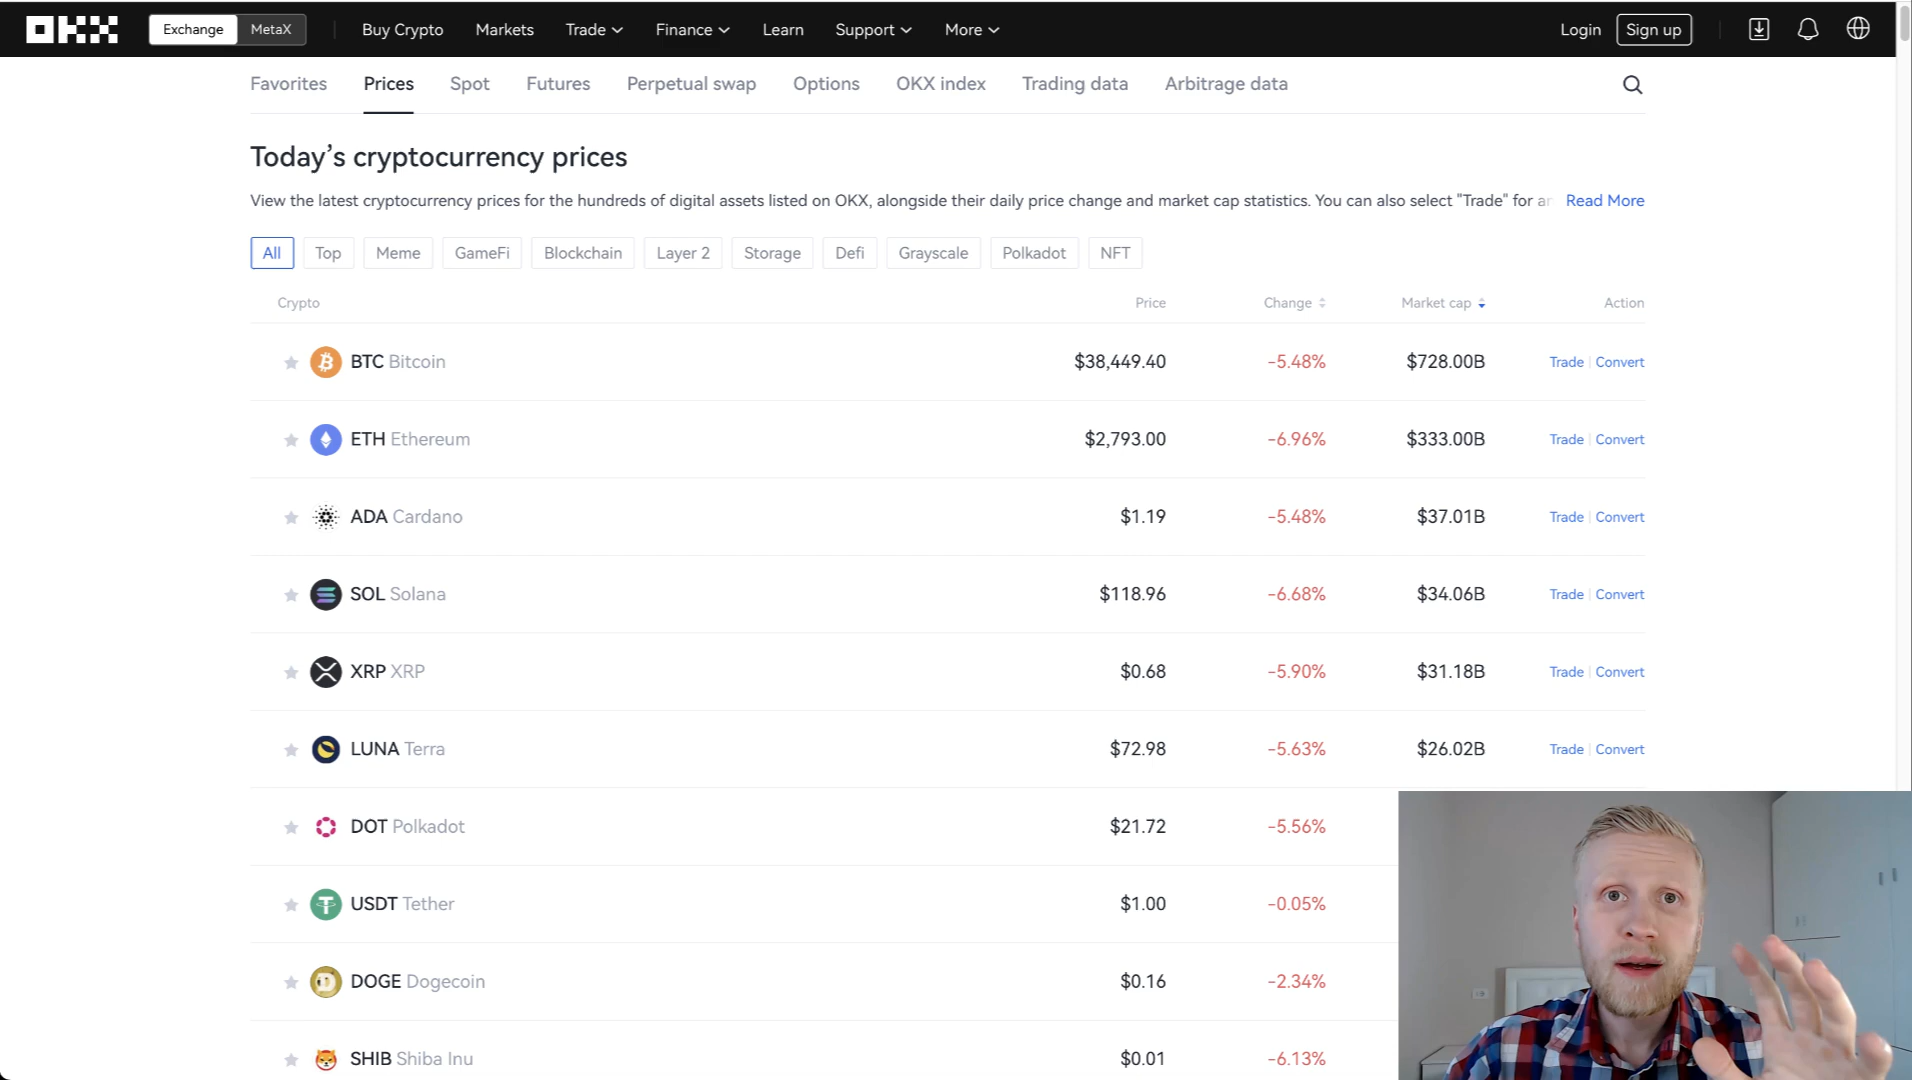 OKX Exchange MetaX Buy Crypto Markets Trade Finance Learn Support More Login Sign up
Favorites Prices Spot Futures Perpetual swap Options OKX index Trading data Arbitrage data
Today's cryptocurrency prices
View the latest cryptocurrency prices for the hundreds of digital assets listed on OKX, alongside their daily price change and market cap statistics. You can also select "Trade" for Read More
All Top Meme GameFi Blockchain Layer 2 Storage Defi Grayscale Polkadot NFT
Crypto Price Change Market cap Action
BTC Bitcoin $38,449.40 -5.48% $728.00B Trade Convert
ETH Ethereum $2,793.00 -6.96% $333.00B Trade Convert
ADA Cardano $1.19 -5.48% $37.01B Trade Convert
SOL Solana $118.96 -6.68% $34.06B Trade Convert
XRP XRP $0.68 -5.90% $31.18B Trade Convert
LUNA Terra $72.98 -5.63% $26.02B Trade Convert
DOT Polkadot $21.72 -5.56%
USDT Tether $1.00 -0.05%
DOGE Dogecoin $0.16 -2.34%
SHIB Shiba Inu $0.01 -6.13%